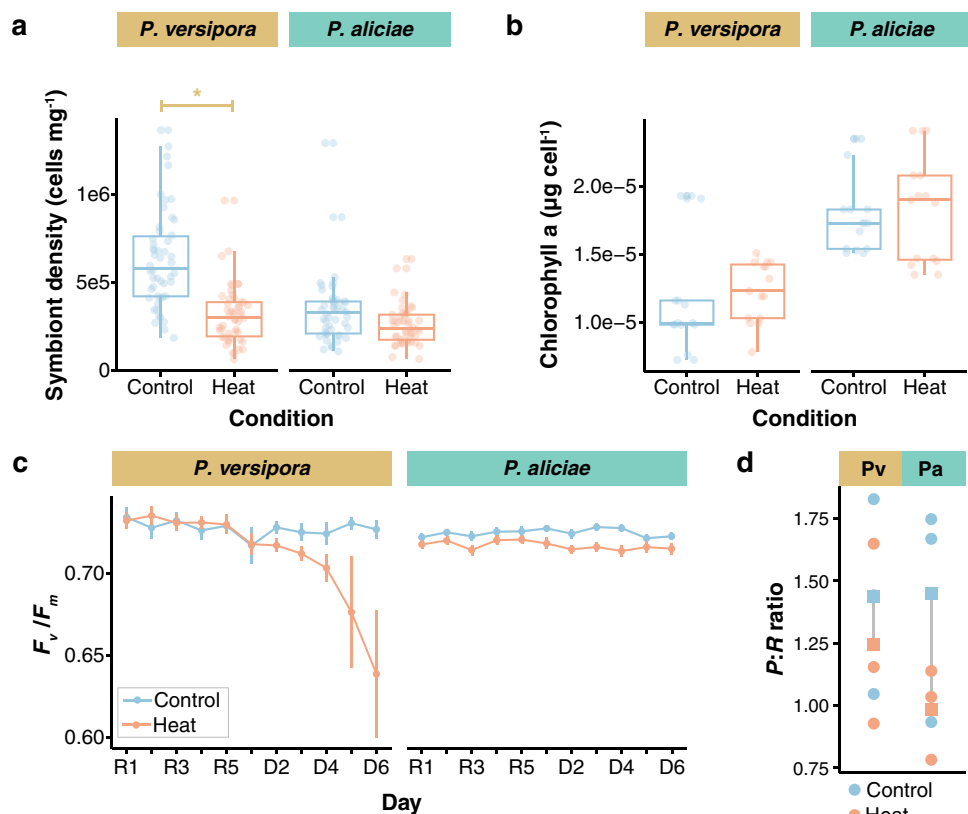 a
P. versipora
P. aliciae
Symbiont density (cells mg⁻¹)
*
1e6
5e5
0
Control
Heat
Control
Heat
Condition
b
P. versipora
P. aliciae
Chlorophyll a (µg cell⁻¹)
2.0e−5
1.5e−5
1.0e−5
Control
Heat
Control
Heat
Condition
c
P. versipora
P. aliciae
Fv /Fm
0.70
0.65
0.60
Control
Heat
R1 R3 R5 D2 D4 D6
R1 R3 R5 D2 D4 D6
Day
d
Pv
Pa
P:R ratio
1.75
1.50
1.25
1.00
0.75
Control
Heat